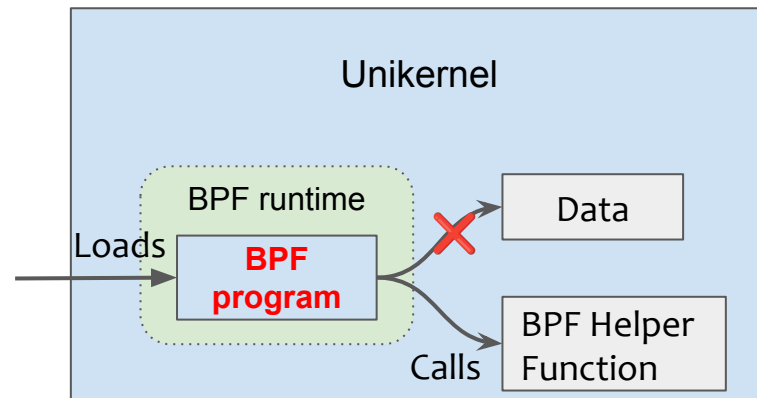 Unikernel
BPF runtime
Loads
BPF
program
Data
Calls
BPF Helper
Function